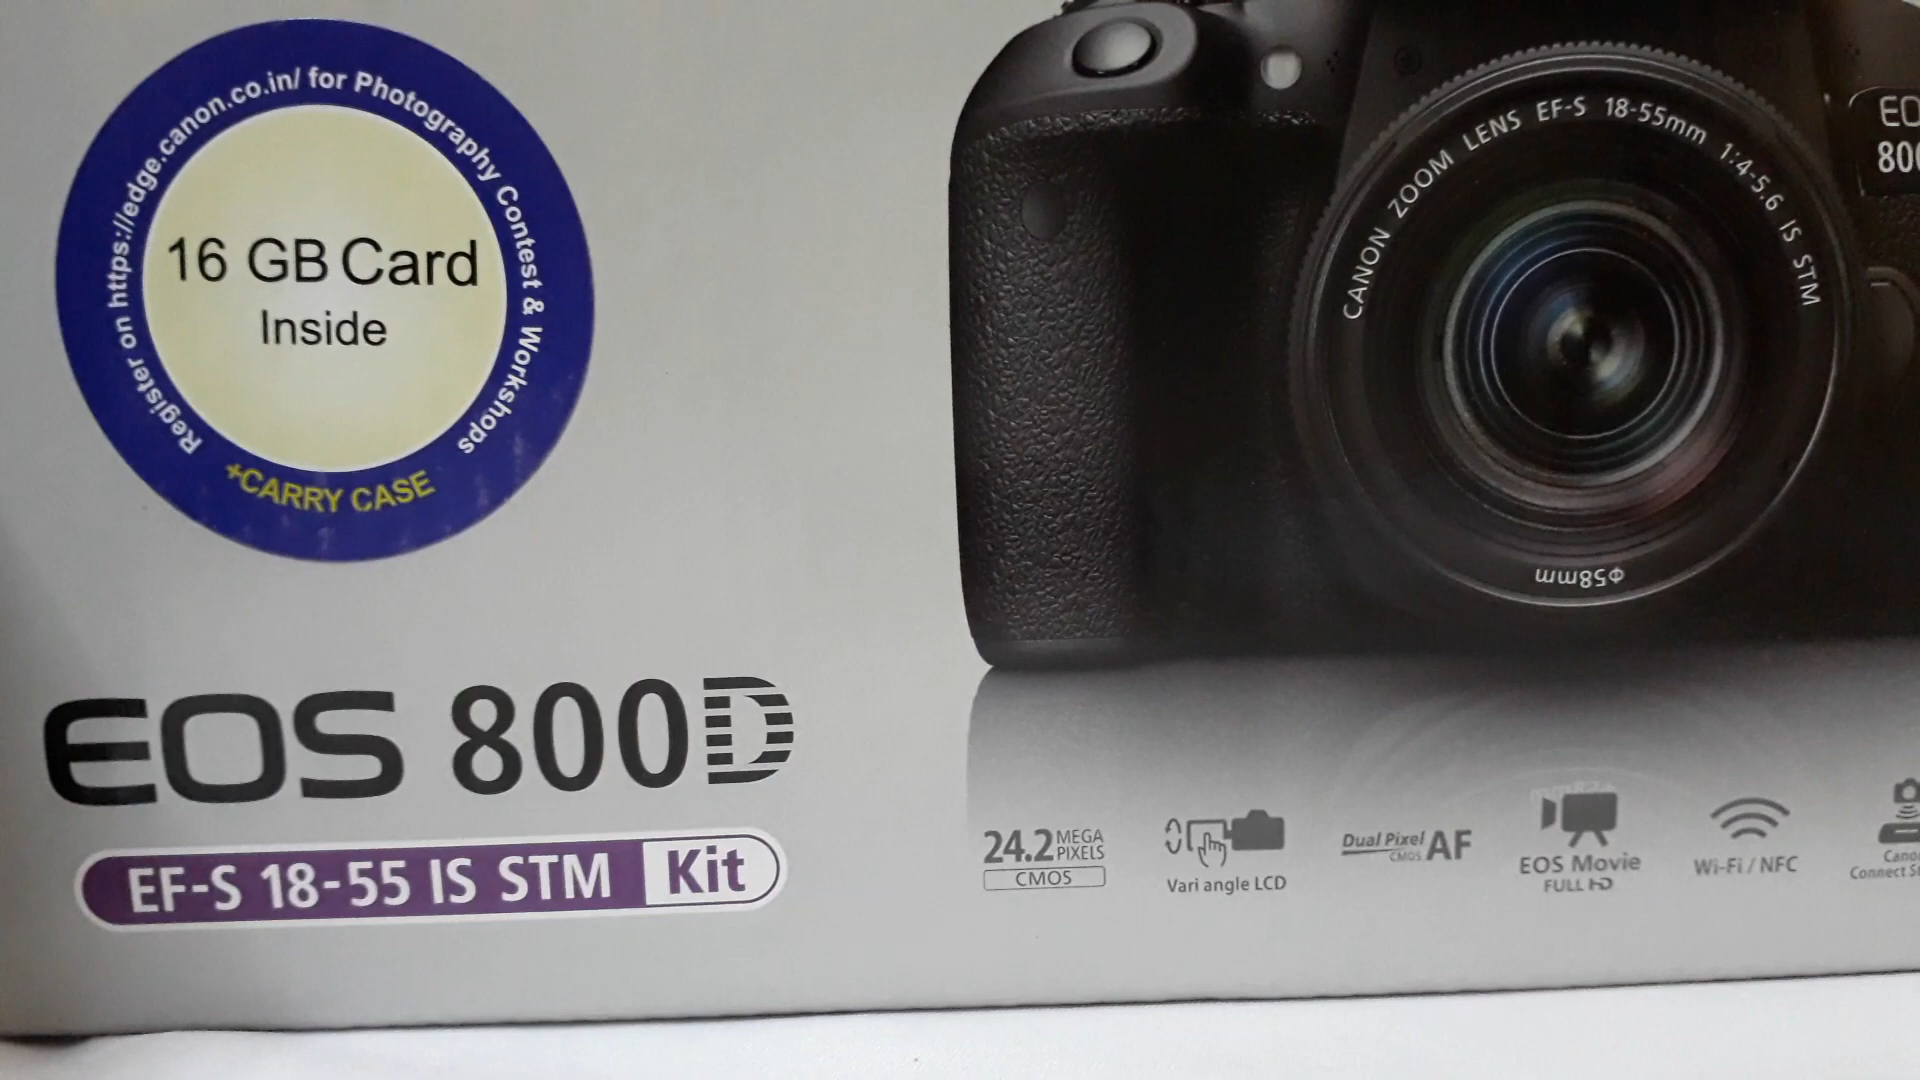 Register on https://edge.canon.co.in/ for Photography Contest & Workshops
16 GB Card
Inside
+CARRY CASE
CANON ZOOM LENS EF-S 18-55mm 1:4-5.6 IS STM
Φ58mm
EO
800
EOS 800D
EF-S 18-55 IS STM Kit
24.2 MEGA PIXELS
CMOS
Vari angle LCD
Dual Pixel CMOS AF
EOS Movie
FULL HD
Wi-Fi / NFC
Cano
Connect St